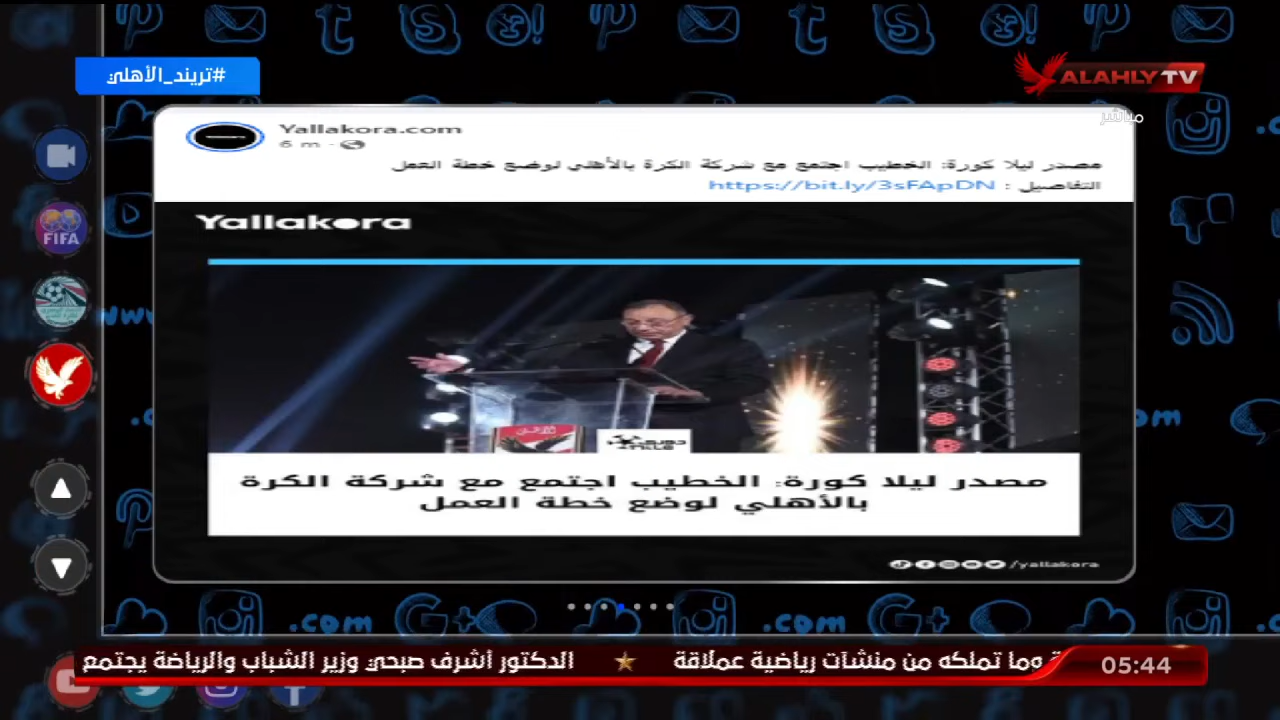 #تريند_الأهلي
ALAHLY TV
مباشر
Yallakora.com
6 m
مصدر ليلا كورة: الخطيب اجتمع مع شركة الكرة بالأهلي لوضع خطة العمل
التفاصيل : https://bit.ly/3sFApDN
Yallakora
FIFA
مصدر ليلا كورة: الخطيب اجتمع مع شركة الكرة
بالأهلي لوضع خطة العمل
/yallakora
وما تملكه من منشآت رياضية عملاقة ★ الدكتور أشرف صبحي وزير الشباب والرياضة يجتمع
05:44